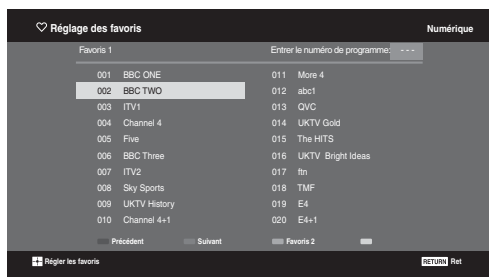 Réglage des favoris Numérique
Favoris 1 Entrer le numéro de programme: ---
001 BBC ONE 011 More 4
002 BBC TWO 012 abc1
003 ITV1 013 QVC
004 Channel 4 014 UKTV Gold
005 Five 015 The HITS
006 BBC Three 016 UKTV Bright Ideas
007 ITV2 017 ftn
008 Sky Sports 018 TMF
009 UKTV History 019 E4
010 Channel 4+1 020 E4+1
Précédent Suivant Favoris 2
Régler les favoris RETURN Ret